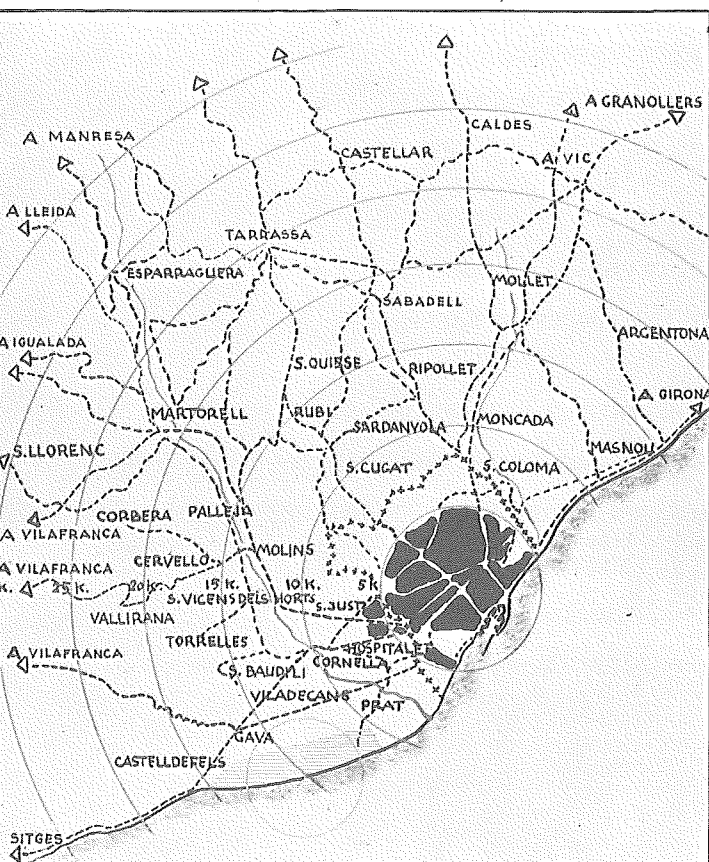 A GRANOLLERS
CALDES
A MANRESA
CASTELLAR
A VIC
A LLEIDA
TARRASSA
ESPARRAGUERA
MOLLET
SABADELL
A IGUALADA
ARGENTONA
S.QUIRSE
RIPOLLET
A GIRONA
MARTORELL
RUBI
SARDANYOLA
MONCADA
S.LLORENC
MASNOU
S.CUGAT
S.COLOMA
CORBERA
PALLEJA
A VILAFRANCA
MOLINS
CERVELLO
A VILAFRANCA
K. 25 K. 20 K. 15 K. 10 K. 5 K
S.VICENS DELS HORTS
S.JUST
VALLIRANA
TORRELLES
HOSPITALET
A VILAFRANCA
CORNELLA
S.BAUDILI
VILADECANS
PRAT
GAVA
CASTELLDEFELS
SITGES